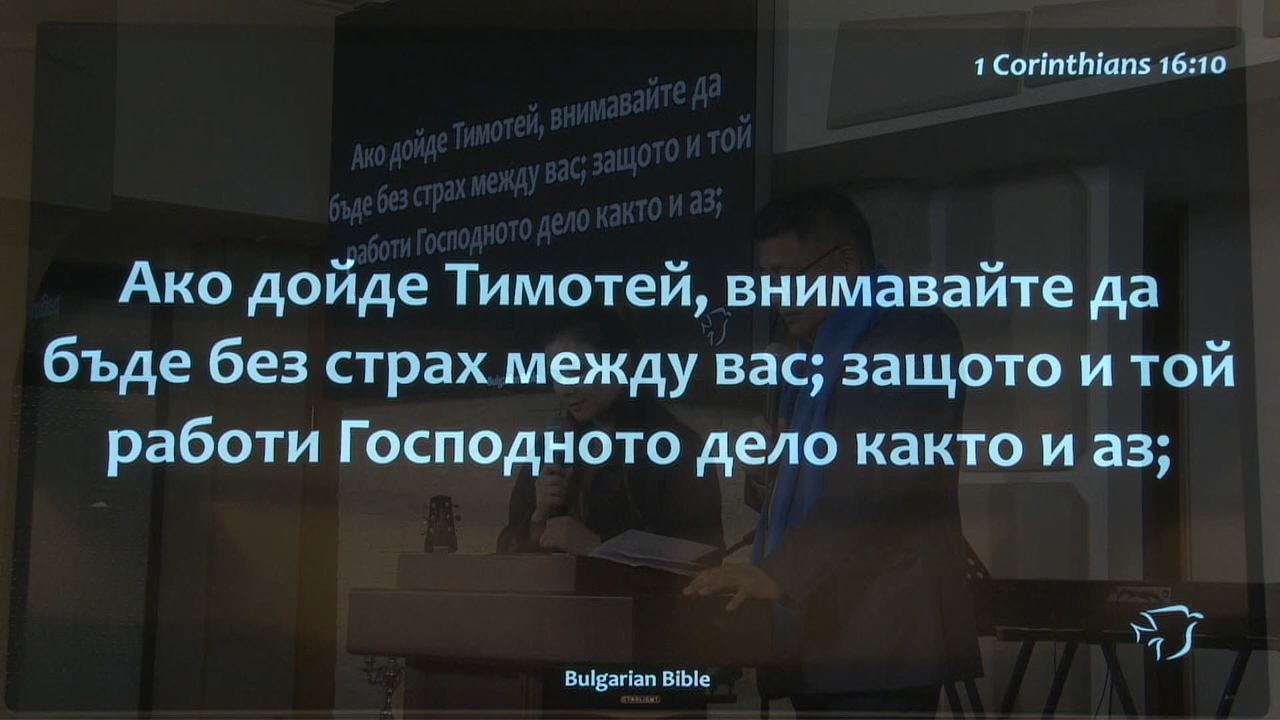 1 Corinthians 16:10
Ако дойде Тимотей, внимавайте да
бъде без страх между вас; защото и той
работи Господното дело както и аз;
Ако дойде Тимотей, внимавайте да
бъде без страх между вас; защото и той
работи Господното дело както и аз;
Bulgarian Bible
STARLIGHT